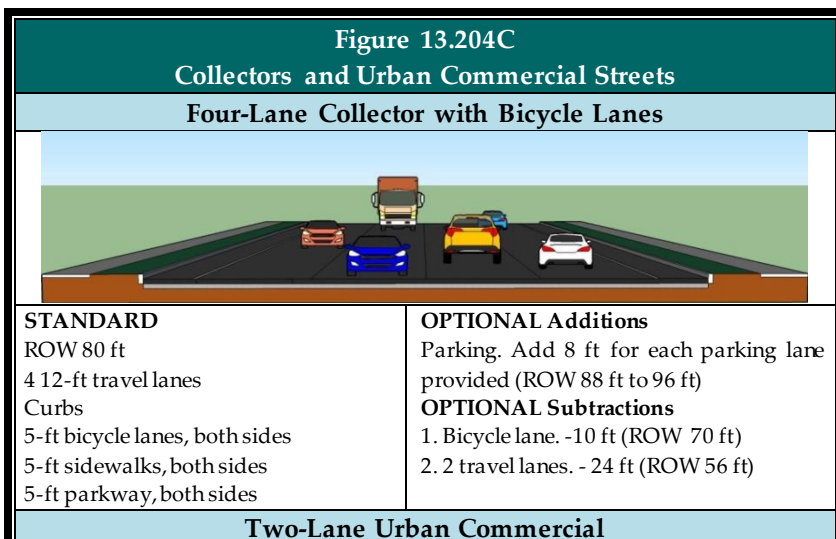 Figure 13.204C
Collectors and Urban Commercial Streets
Four-Lane Collector with Bicycle Lanes
STANDARD
ROW 80 ft
4 12-ft travel lanes
Curbs
5-ft bicycle lanes, both sides
5-ft sidewalks, both sides
5-ft parkway, both sides
OPTIONAL Additions
Parking. Add 8 ft for each parking lane
provided (ROW 88 ft to 96 ft)
OPTIONAL Subtractions
1. Bicycle lane. -10 ft (ROW 70 ft)
2. 2 travel lanes. - 24 ft (ROW 56 ft)
Two-Lane Urban Commercial